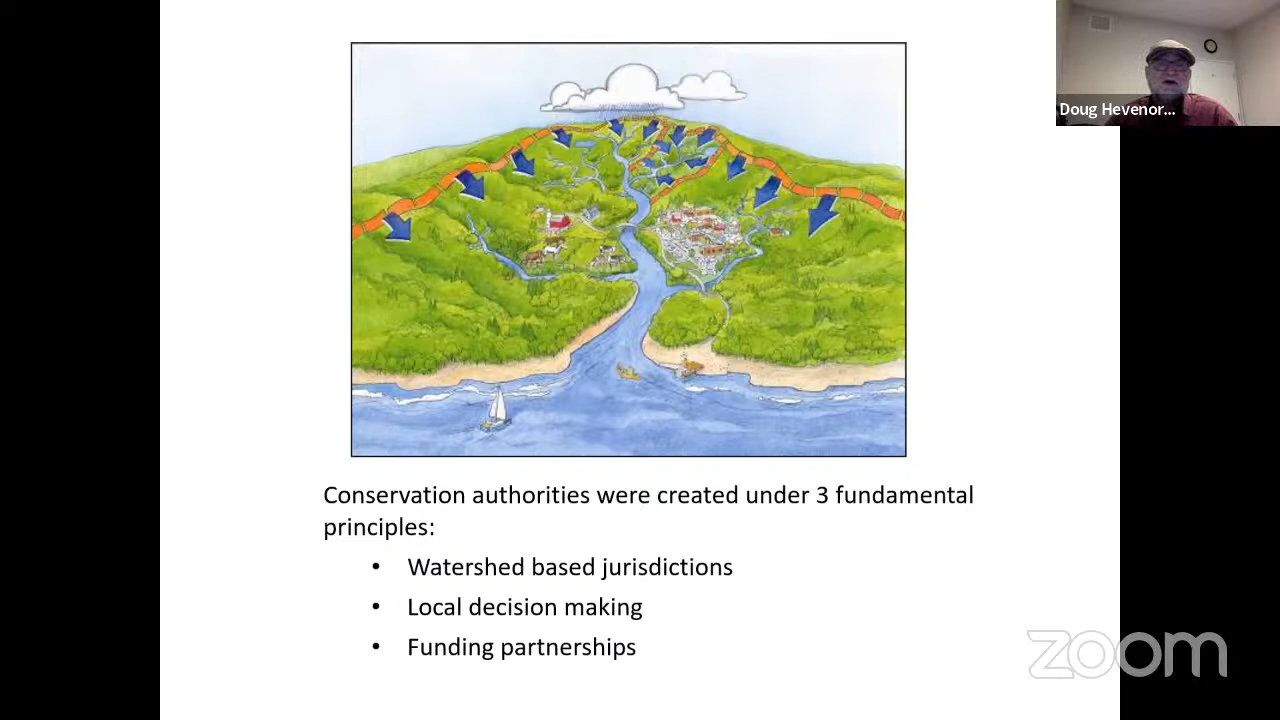 Doug Hevenor...
Conservation authorities were created under 3 fundamental
principles:
• Watershed based jurisdictions
• Local decision making
• Funding partnerships
zoom